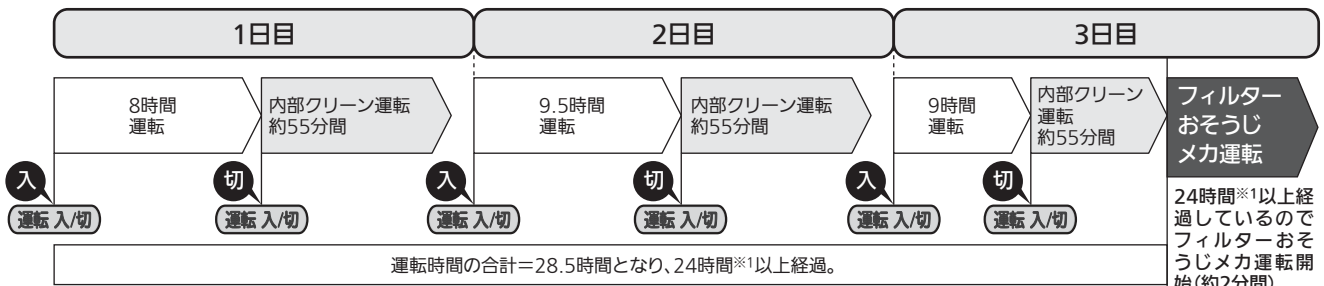 1日目
2日目
3日目
8時間
運転
内部クリーン運転
約55分間
9.5時間
運転
内部クリーン運転
約55分間
9時間
運転
内部クリーン
運転
約55分間
フィルター
おそうじ
メカ運転
入
切
入
切
入
切
運転 入/切
運転 入/切
運転 入/切
運転 入/切
運転 入/切
運転 入/切
24時間※1以上経
過しているので
フィルターおそ
うじメカ運転開
始(約2分間)
運転時間の合計=28.5時間となり、24時間※1以上経過。